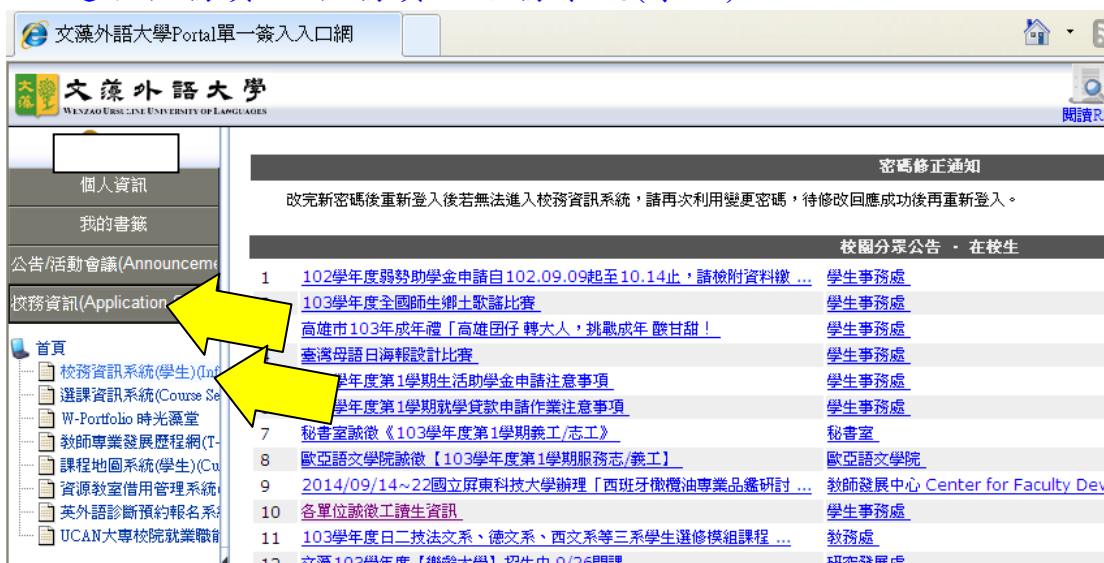 文藻外語大學Portal單一簽入入口網
文藻外語大學
WENZAO URSULINE UNIVERSITY OF LANGUAGES
閱讀R
個人資訊
我的書籤
公告/活動會議(Announceme
校務資訊(Application
首頁
校務資訊系統(學生)(Inf
選課資訊系統(Course Se
W-Portfolio 時光藻堂
教師專業發展歷程網(T-
課程地圖系統(學生)(Cu
資源教室借用管理系統(
英外語診斷預約報名系
UCAN大專校院就業職能
密碼修正通知
改完新密碼後重新登入後若無法進入校務資訊系統，請再次利用變更密碼，待修改回應成功後再重新登入。
校園分眾公告 ‧ 在校生
1 102學年度弱勢助學金申請自102.09.09起至10.14止，請檢附資料繳 ... 學生事務處
103學年度全國師生鄉土歌謠比賽 學生事務處
高雄市103年成年禮「高雄囝仔 轉大人，挑戰成年 酸甘甜！ 學生事務處
臺灣母語日海報設計比賽 學生事務處
學年度第1學期生活助學金申請注意事項 學生事務處
學年度第1學期就學貸款申請作業注意事項 學生事務處
7 秘書室誠徵《103學年度第1學期義工/志工》 秘書室
8 歐亞語文學院誠徵【103學年度第1學期服務志/義工】 歐亞語文學院
9 2014/09/14~22國立屏東科技大學辦理「西班牙橄欖油專業品鑑研討 ... 教師發展中心 Center for Faculty Dev
10 各單位誠徵工讀生資訊 學生事務處
11 103學年度日二技法文系、德文系、西文系等三系學生選修模組課程 ... 教務處